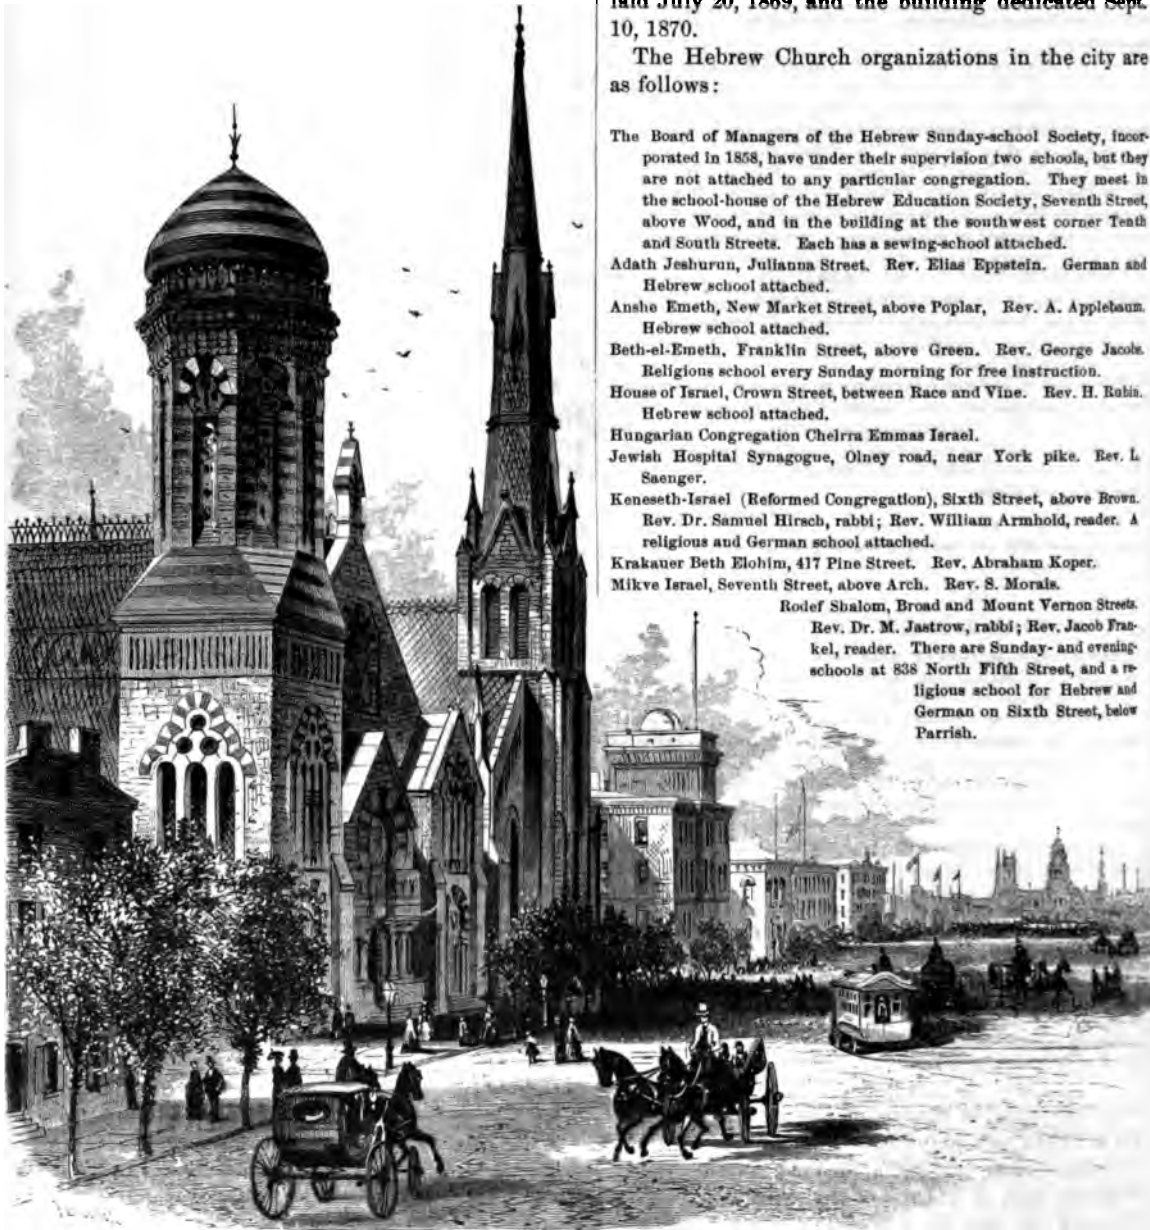 laid July 20, 1869, and the building dedicated Sept.
10, 1870.
The Hebrew Church organizations in the city are
as follows:
The Board of Managers of the Hebrew Sunday-school Society, incor-
porated in 1858, have under their supervision two schools, but they
are not attached to any particular congregation. They meet in
the school-house of the Hebrew Education Society, Seventh Street,
above Wood, and in the building at the southwest corner Tenth
and South Streets. Each has a sewing-school attached.
Adath Jeshurun, Julianna Street. Rev. Elias Eppstein. German and
Hebrew school attached.
Anshe Emeth, New Market Street, above Poplar, Rev. A. Applebaum.
Hebrew school attached.
Beth-el-Emeth, Franklin Street, above Green. Rev. George Jacobs.
Religious school every Sunday morning for free instruction.
House of Israel, Crown Street, between Race and Vine. Rev. H. Rubin.
Hebrew school attached.
Hungarian Congregation Cheirra Emmas Israel.
Jewish Hospital Synagogue, Olney road, near York pike. Rev. I.
Saenger.
Keneseth-Israel (Reformed Congregation), Sixth Street, above Brown.
Rev. Dr. Samuel Hirsch, rabbi; Rev. William Armhold, reader. A
religious and German school attached.
Krakauer Beth Elohim, 417 Pine Street. Rev. Abraham Koper.
Mikve Israel, Seventh Street, above Arch. Rev. S. Morais.
Rodef Shalom, Broad and Mount Vernon Streets.
Rev. Dr. M. Jastrow, rabbi; Rev. Jacob Fran-
kel, reader. There are Sunday- and evening-
schools at 838 North Fifth Street, and a re-
ligious school for Hebrew and
German on Sixth Street, below
Parrish.